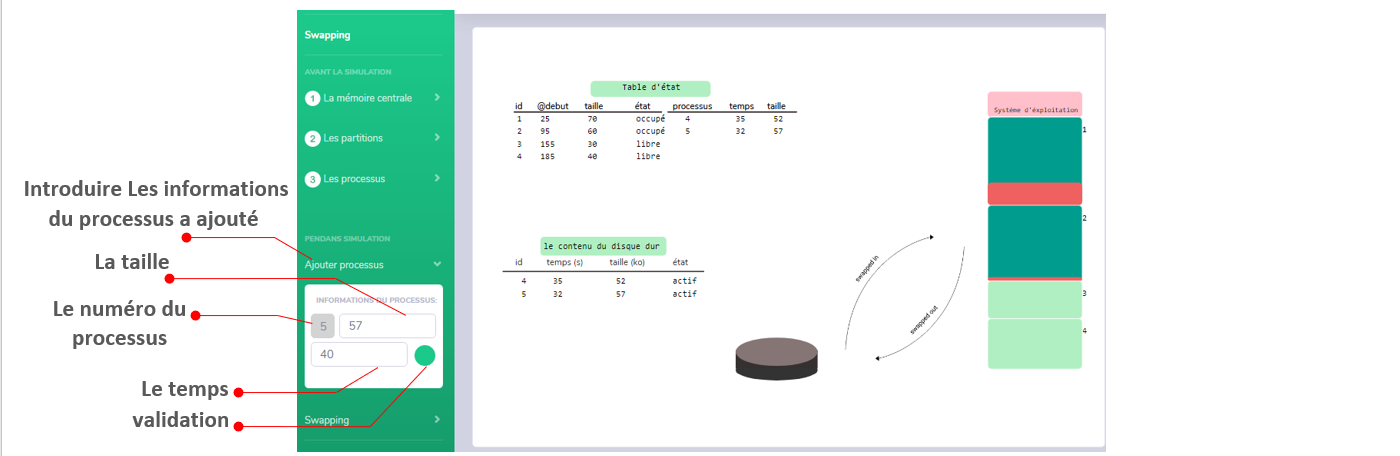 Introduire Les informations
du processus a ajouté
La taille
Le numéro du
processus
Le temps
validation
Swapping
AVANT LA SIMULATION
1 La mémoire centrale
2 Les partitions
3 Les processus
PENDANS SIMULATION
Ajouter processus
INFORMATIONS DU PROCESSUS:
5 57
40
Swapping
Table d'état
id @debut taille état processus temps taille
1 25 70 occupé 4 35 52
2 95 60 occupé 5 32 57
3 155 30 libre
4 185 40 libre
le contenu du disque dur
id temps (s) taille (ko) état
4 35 52 actif
5 32 57 actif
swapped in
swapped out
Systéme d'éxploitation
1
2
3
4